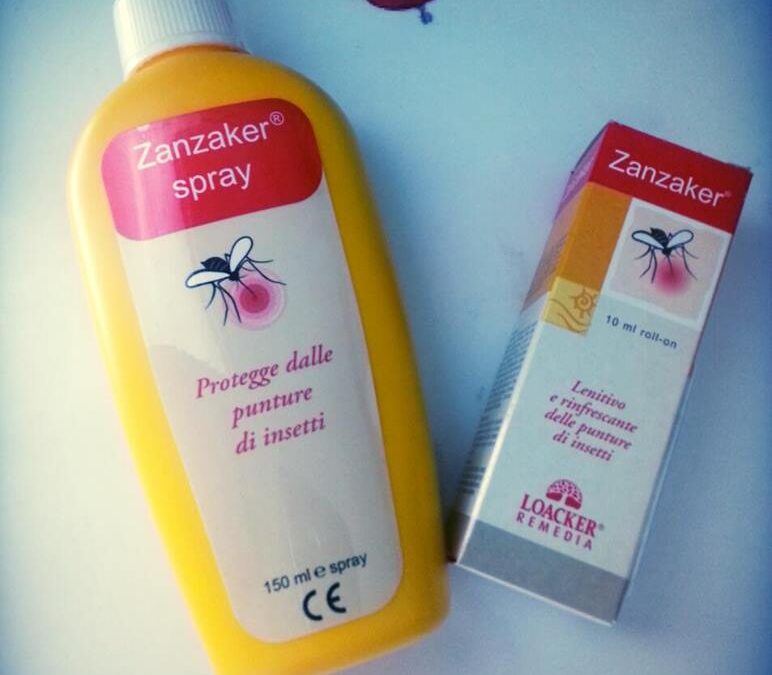 Zanzaker®
spray
Protegge dalle
punture
di insetti
150 ml e spray
CE
Zanzaker®
10 ml roll-on
Lenitivo
e rinfrescante
delle punture
di insetti
LOACKER®
REMEDIA